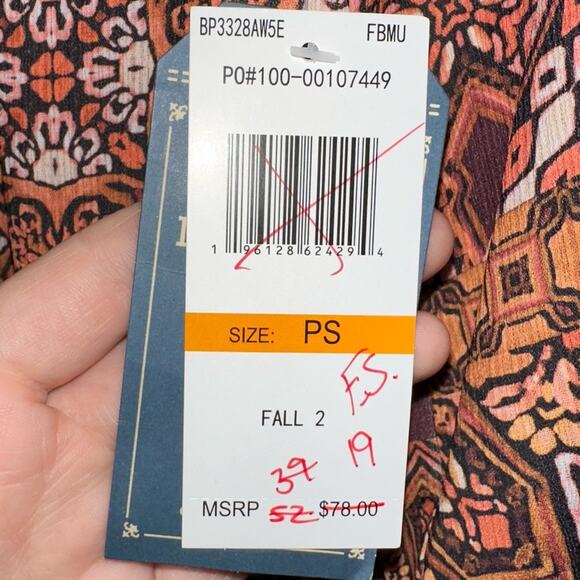 BP3328AW5E FBMU
PO#100-00107449
1 96128 62429 4
SIZE: PS
F.S.
FALL 2
39 19
MSRP 52 $78.00